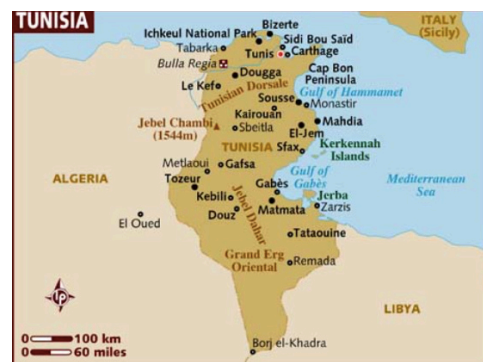 TUNISIA
ITALY
(Sicily)
Bizerte
Ichkeul National Park
Sidi Bou Saïd
Tabarka
Tunis
Carthage
Bulla Regia
Cap Bon
Peninsula
Dougga
Le Kef
Tunisian Dorsale
Gulf of Hammamet
Sousse
Monastir
Kairouan
Jebel Chambi
(1544m)
Sbeitla
Mahdia
El-Jem
TUNISIA
Sfax
Kerkennah
Islands
Metlaoui
Gafsa
ALGERIA
Gulf of
Gabès
Mediterranean
Sea
Tozeur
Gabès
Kebili
Jerba
Zarzis
Douz
Matmata
El Oued
Jebel Dahar
Tataouine
Grand Erg
Oriental
Remada
LIBYA
lp
0 100 km
0 60 miles
Borj el-Khadra